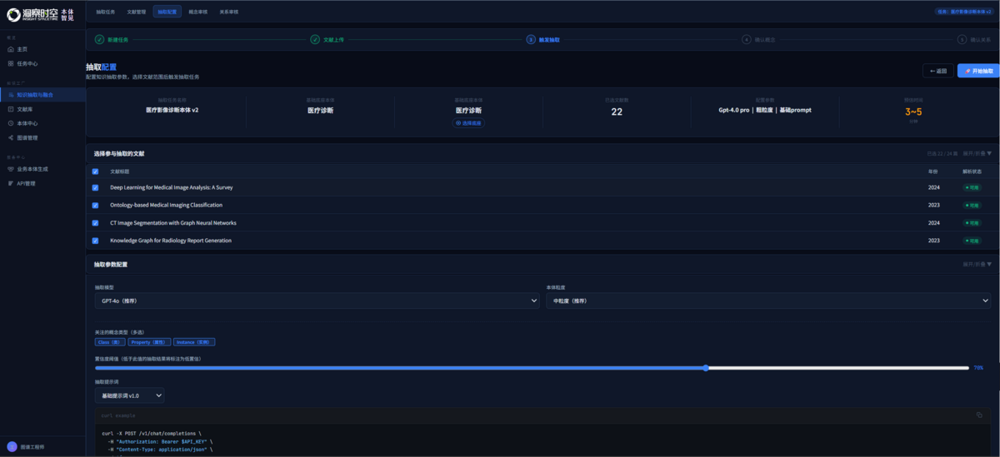 洞察时空 本体智见
INSIGHT SPACETIME
抽取任务
文献管理
抽取配置
概念审核
关系审核
任务：医疗影像诊断本体 v2
概览
主页
任务中心
知识工厂
知识抽取与融合
文献库
本体中心
图谱管理
业务本体生成
API管理
图谱工程师
新建任务
文献上传
3 触发抽取
4 确认概念
5 确认关系
抽取配置
配置知识抽取参数，选择文献范围后触发抽取任务
← 返回
开始抽取
抽取任务名称
医疗影像诊断本体 v2
基础底座本体
医疗诊断
基础底座本体
医疗诊断
选择底座
已选文献数
22
配置参数
Gpt-4.0 pro | 粗粒度 | 基础prompt
预估时间
3~5
分钟
选择参与抽取的文献
已选 22 / 24 篇 展开/折叠 ▼
文献标题 年份 解析状态
Deep Learning for Medical Image Analysis: A Survey 2024 可用
Ontology-based Medical Imaging Classification 2023 可用
CT Image Segmentation with Graph Neural Networks 2024 可用
Knowledge Graph for Radiology Report Generation 2023 可用
抽取参数配置
展开/折叠 ▼
抽取模型
GPT-4o（推荐）
本体粒度
中粒度（推荐）
关注的概念类型（多选）
Class（类） Property（属性） Instance（实例）
置信度阈值（低于此值的抽取结果将标注为低置信）
70%
抽取提示词
基础提示词 v1.0
curl example
curl -X POST /v1/chat/completions \
-H "Authorization: Bearer $API_KEY" \
-H "Content-Type: application/json" \